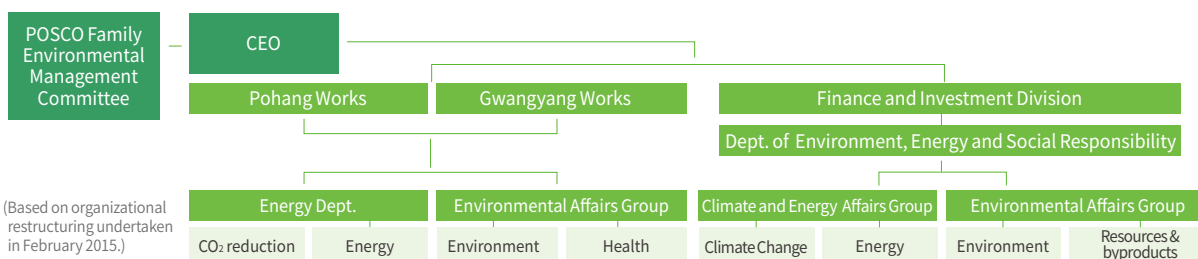 POSCO Family
Environmental
Management
Committee
CEO
Pohang Works
Gwangyang Works
Finance and Investment Division
Dept. of Environment, Energy and Social Responsibility
(Based on organizational
restructuring undertaken
in February 2015.)
Energy Dept.
Environmental Affairs Group
Climate and Energy Affairs Group
Environmental Affairs Group
CO₂ reduction
Energy
Environment
Health
Climate Change
Energy
Environment
Resources &
byproducts